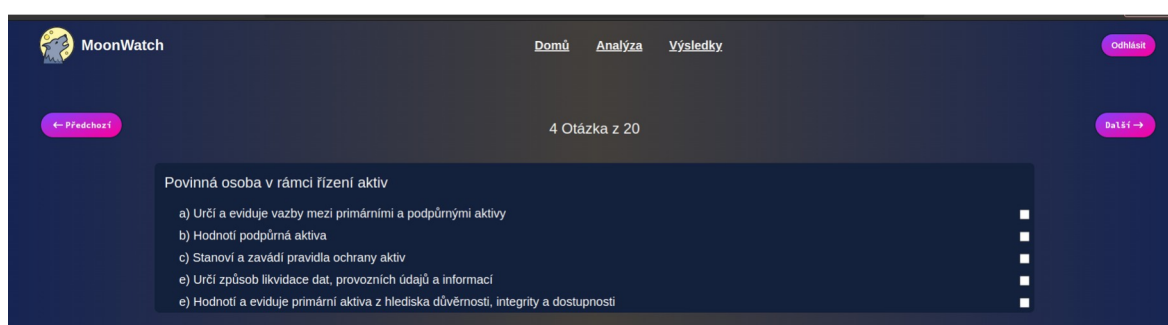 MoonWatch Domů Analýza Výsledky Odhlásit
← Předchozí 4 Otázka z 20 Další →
Povinná osoba v rámci řízení aktiv
a) Určí a eviduje vazby mezi primárními a podpůrnými aktivy
b) Hodnotí podpůrná aktiva
c) Stanoví a zavádí pravidla ochrany aktiv
e) Určí způsob likvidace dat, provozních údajů a informací
e) Hodnotí a eviduje primární aktiva z hlediska důvěrnosti, integrity a dostupnosti